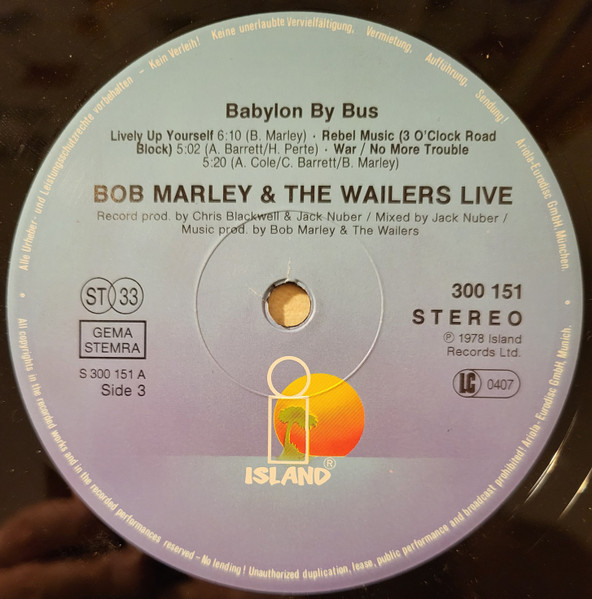 Alle Urheber- und Leistungsschutzrechte vorbehalten - Kein Verleih! Keine unerlaubte Vervielfältigung, Vermietung, Aufführung, Sendung! Ariola-Eurodisc GmbH, München.
Babylon By Bus
Lively Up Yourself 6:10 (B. Marley) · Rebel Music (3 O'Clock Road
Block) 5:02 (A. Barrett/H. Perte) · War / No More Trouble
5:20 (A. Cole/C. Barrett/B. Marley)
BOB MARLEY & THE WAILERS LIVE
Record prod. by Chris Blackwell & Jack Nuber / Mixed by Jack Nuber /
Music prod. by Bob Marley & The Wailers
ST 33
GEMA
STEMRA
S 300 151 A
Side 3
300 151
STEREO
℗ 1978 Island
Records Ltd.
LC 0407
ISLAND ®
All copyrights in the recorded works and in the recorded performances reserved - No lending! Unauthorized duplication, lease, public performance and broadcast prohibited! Ariola-Eurodisc GmbH, Munich.